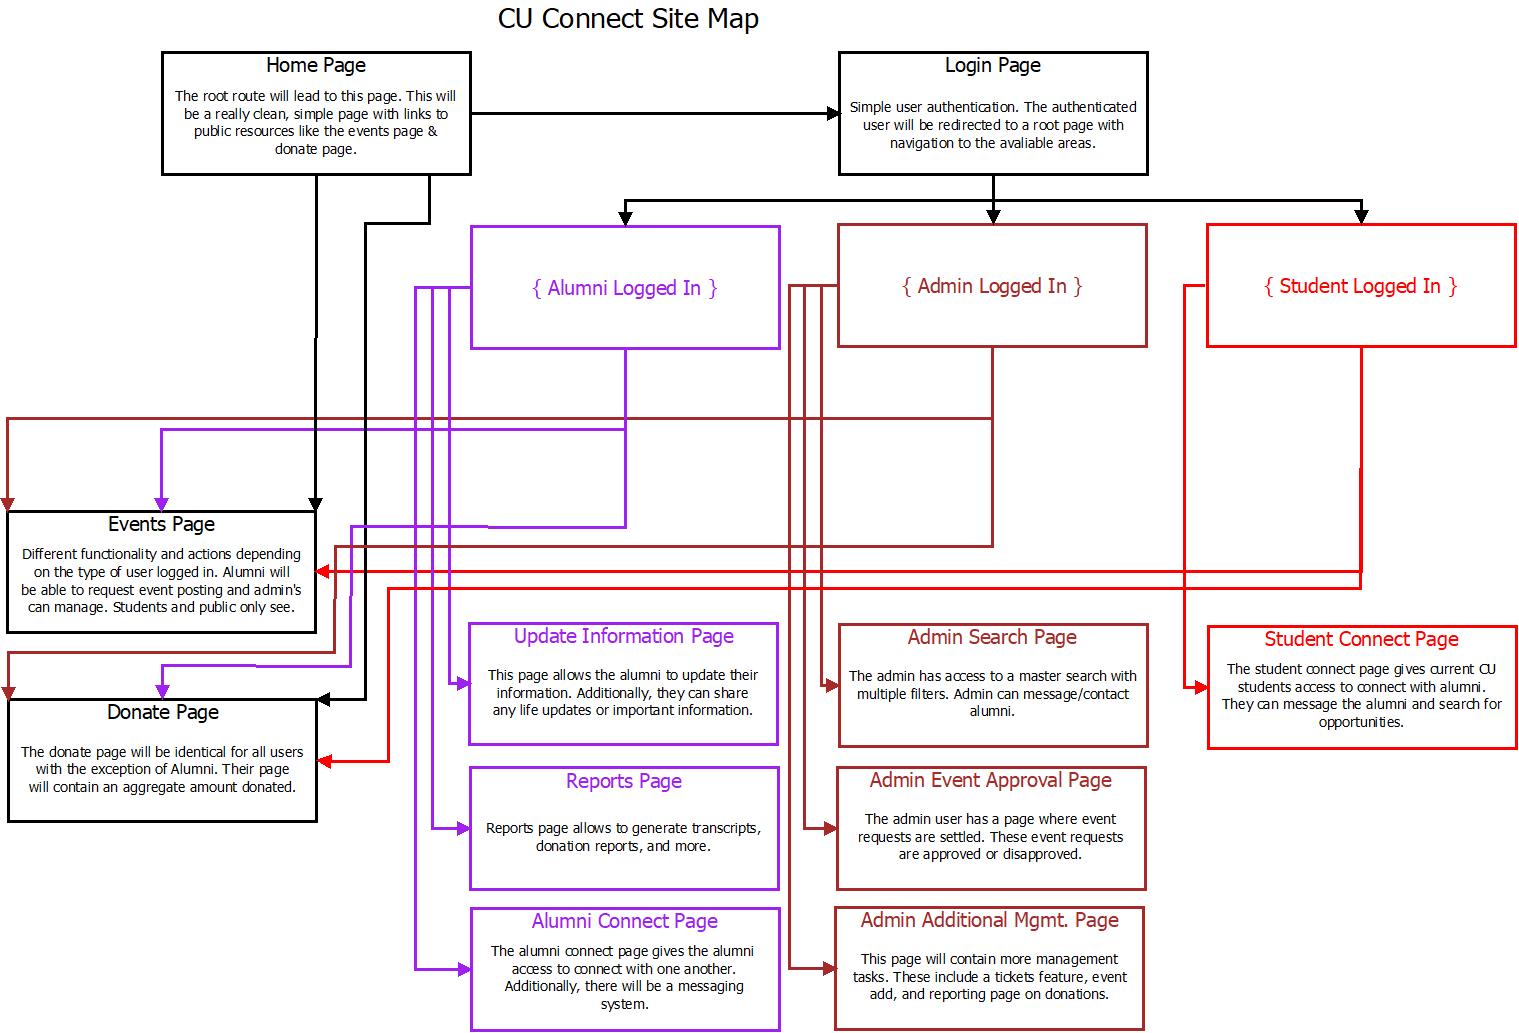 CU Connect Site Map
Home Page
The root route will lead to this page. This will
be a really clean, simple page with links to
public resources like the events page &
donate page.
Login Page
Simple user authentication. The authenticated
user will be redirected to a root page with
navigation to the avaliable areas.
{ Alumni Logged In }
{ Admin Logged In }
{ Student Logged In }
Events Page
Different functionality and actions depending
on the type of user logged in. Alumni will
be able to request event posting and admin's
can manage. Students and public only see.
Donate Page
The donate page will be identical for all users
with the exception of Alumni. Their page
will contain an aggregate amount donated.
Update Information Page
This page allows the alumni to update their
information. Additionally, they can share
any life updates or important information.
Reports Page
Reports page allows to generate transcripts,
donation reports, and more.
Alumni Connect Page
The alumni connect page gives the alumni
access to connect with one another.
Additionally, there will be a messaging
system.
Admin Search Page
The admin has access to a master search with
multiple filters. Admin can message/contact
alumni.
Admin Event Approval Page
The admin user has a page where event
requests are settled. These event requests
are approved or disapproved.
Admin Additional Mgmt. Page
This page will contain more management
tasks. These include a tickets feature, event
add, and reporting page on donations.
Student Connect Page
The student connect page gives current CU
students access to connect with alumni.
They can message the alumni and search for
opportunities.